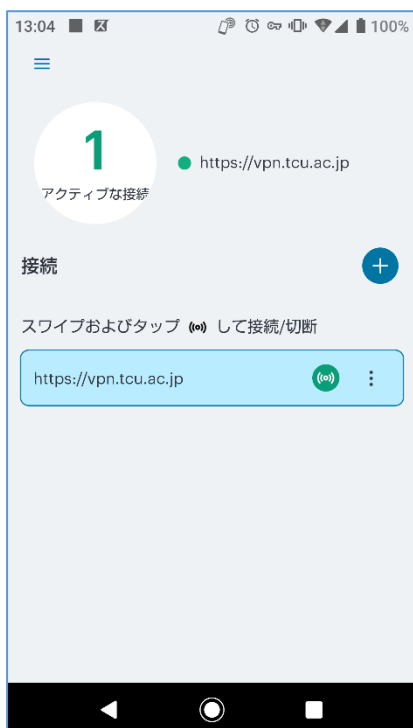 13:04 100%
1
アクティブな接続
https://vpn.tcu.ac.jp
接続
スワイプおよびタップ して接続/切断
https://vpn.tcu.ac.jp